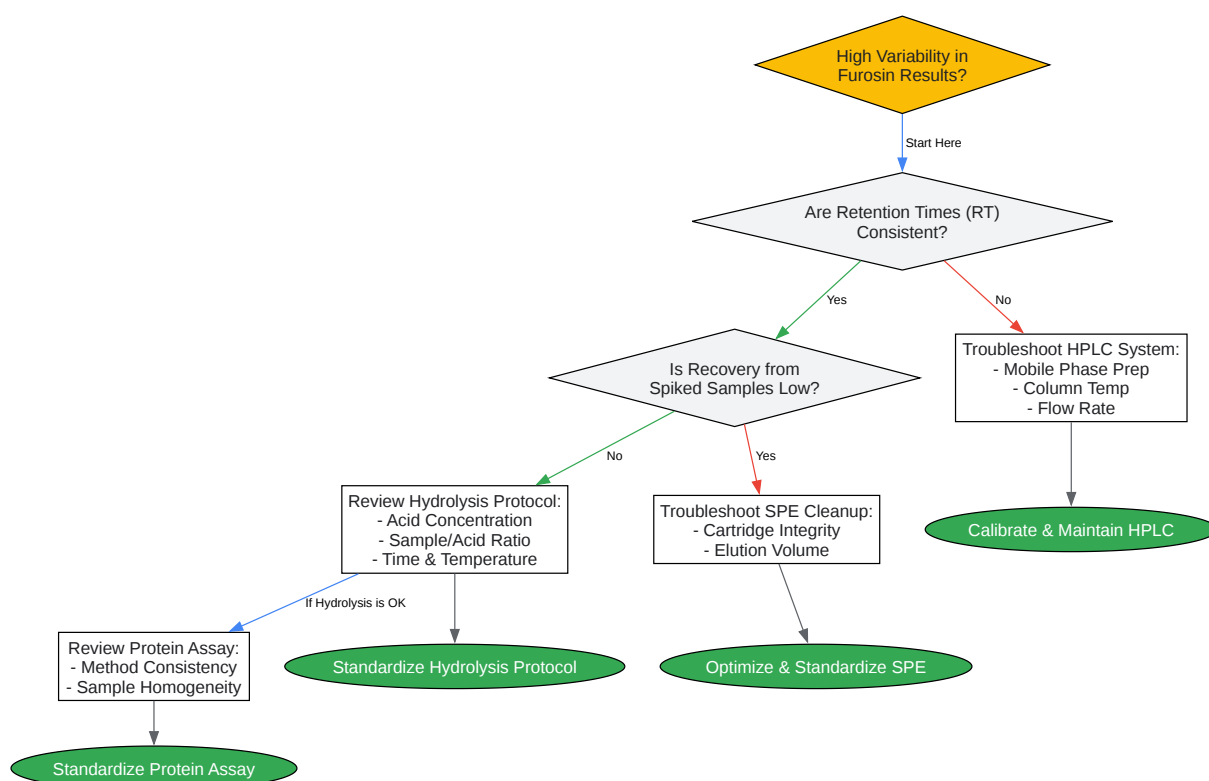 High Variability in
Furosin Results?
Start Here
Are Retention Times (RT)
Consistent?
Yes
No
Is Recovery from
Spiked Samples Low?
Troubleshoot HPLC System:
- Mobile Phase Prep
- Column Temp
- Flow Rate
No
Yes
Review Hydrolysis Protocol:
- Acid Concentration
- Sample/Acid Ratio
- Time & Temperature
Troubleshoot SPE Cleanup:
- Cartridge Integrity
- Elution Volume
Calibrate & Maintain HPLC
If Hydrolysis is OK
Review Protein Assay:
- Method Consistency
- Sample Homogeneity
Standardize Hydrolysis Protocol
Optimize & Standardize SPE
Standardize Protein Assay